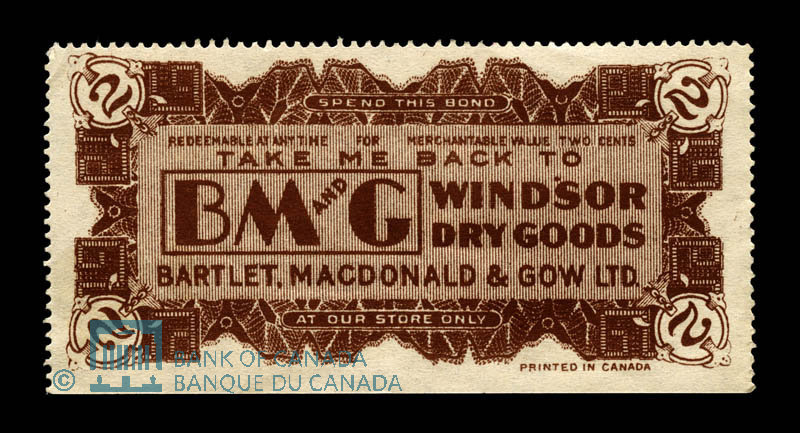 2 2
SPEND THIS BOND
REDEEMABLE AT ANY TIME FOR MERCHANTABLE VALUE TWO CENTS
TAKE ME BACK TO
BM AND G WINDSOR
DRY GOODS
BARTLET, MACDONALD & GOW LTD.
AT OUR STORE ONLY
2 2
PRINTED IN CANADA
BANK OF CANADA
© BANQUE DU CANADA